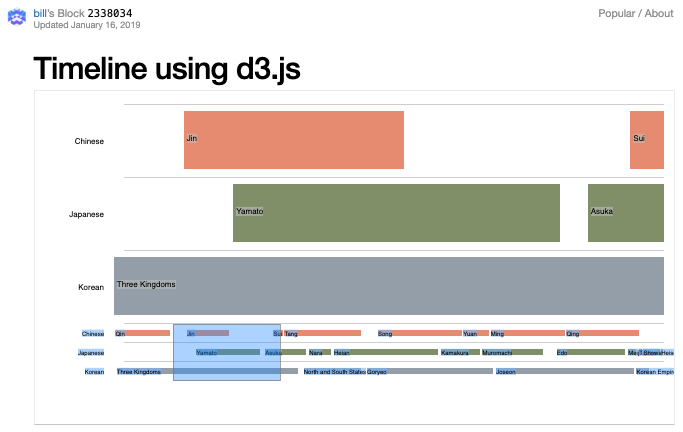 bill's Block 2338034
Popular / About
Updated January 16, 2019
Timeline using d3.js
Chinese
Jin
Sui
Japanese
Yamato
Asuka
Korean
Three Kingdoms
Chinese Qin Jin Sui Tang Song Yuan Ming Qing
Japanese Yamato Asuka Nara Heian Kamakura Muromachi Edo
Korean Three Kingdoms North and South States Goryeo Joseon Korean Empir